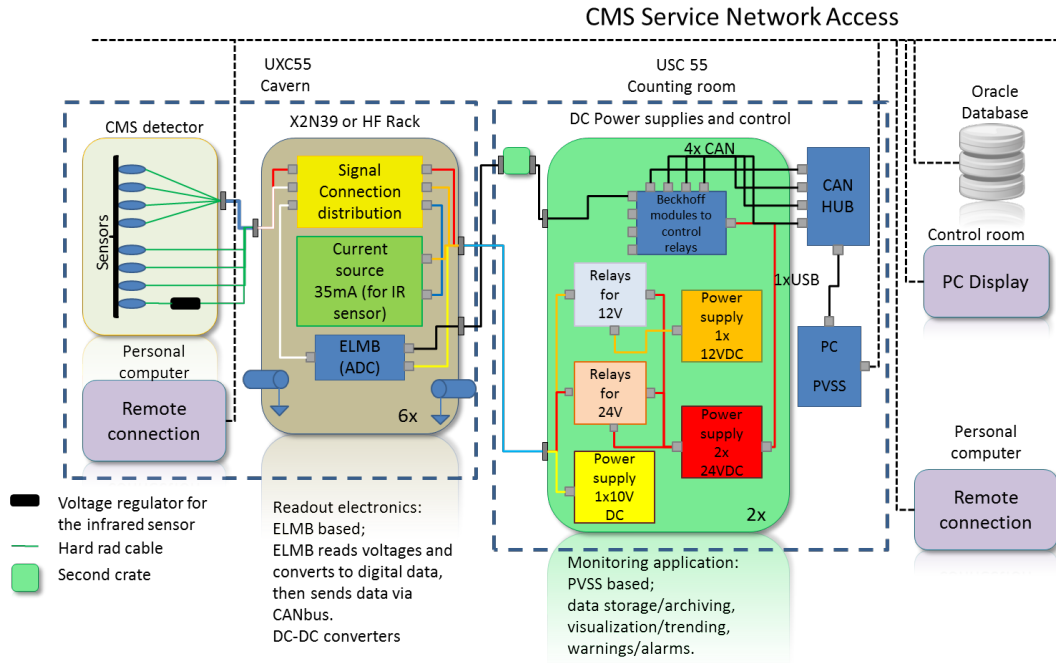 CMS Service Network Access
UXC55
Cavern
USC 55
Counting room
Oracle
Database
CMS detector
X2N39 or HF Rack
DC Power supplies and control
Sensors
Signal
Connection
distribution
Current
source
35mA (for IR
sensor)
ELMB
(ADC)
6x
4x CAN
Beckhoff
modules to
control
relays
CAN
HUB
1xUSB
Relays
for
12V
Power
supply
1x
12VDC
PC
PVSS
Relays
for
24V
Power
supply
2x
24VDC
Power
supply
1x10V
DC
2x
Control room
PC Display
Personal
computer
Remote
connection
Personal
computer
Remote
connection
Voltage regulator for
the infrared sensor
Hard rad cable
Second crate
Readout electronics:
ELMB based;
ELMB reads voltages and
converts to digital data,
then sends data via
CANbus.
DC-DC converters
Monitoring application:
PVSS based;
data storage/archiving,
visualization/trending,
warnings/alarms.